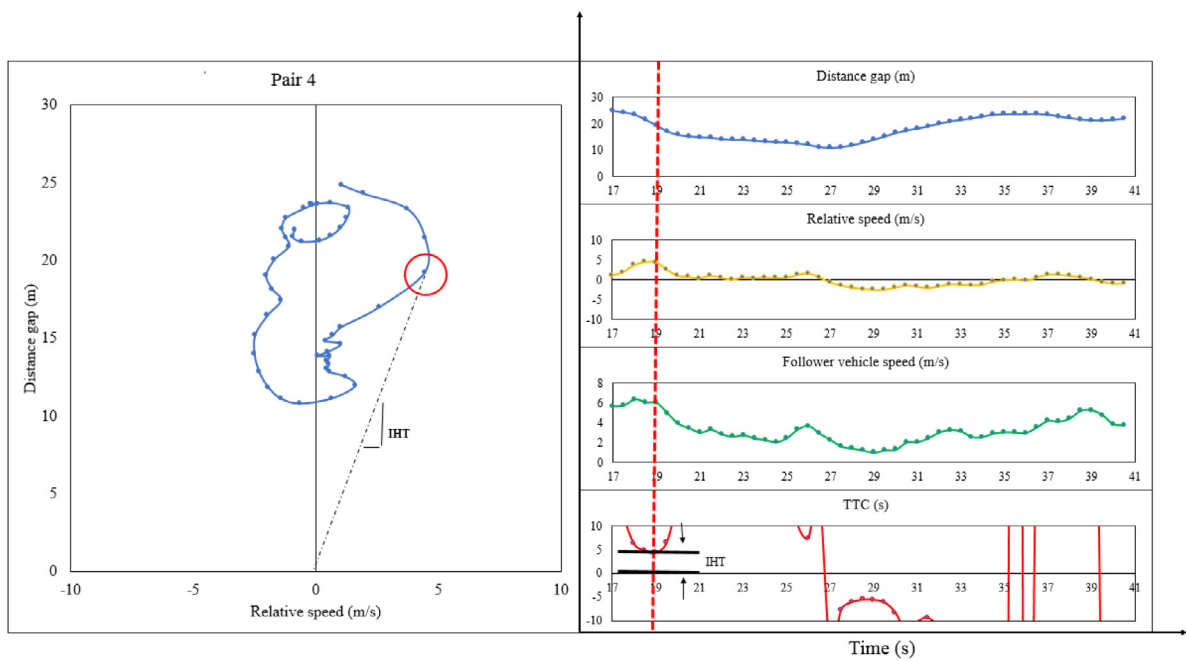 Pair 4
Distance gap (m)
30
25
20
15
10
5
0
-10
-5
0
5
10
Relative speed (m/s)
IHT
Distance gap (m)
30
20
10
0
17 19 21 23 25 27 29 31 33 35 37 39 41
Relative speed (m/s)
10
5
0
-5
-10
17 19 21 23 25 27 29 31 33 35 37 39 41
Follower vehicle speed (m/s)
8
6
4
2
0
17 19 21 23 25 27 29 31 33 35 37 39 41
TTC (s)
10
5
0
-5
-10
17 19 21 23 25 27 29 31 33 35 37 39 41
IHT
Time (s)